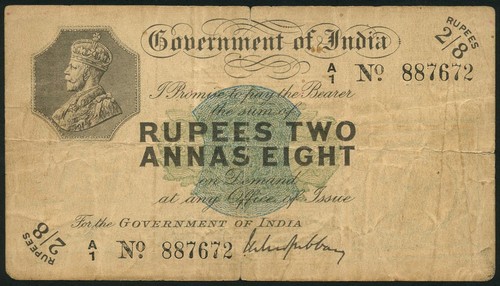 Government of India
RUPEES
2/8
A/1 No 887672
I Promise to pay the Bearer
the sum of
RUPEES TWO
ANNAS EIGHT
on Demand
at any Office of Issue
For the GOVERNMENT OF INDIA
RUPEES
2/8
A/1 No 887672